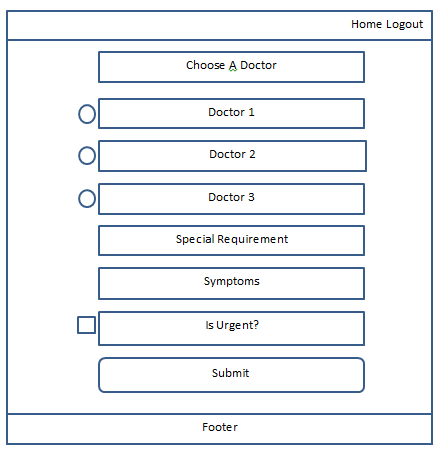 Home Logout
Choose A Doctor
Doctor 1
Doctor 2
Doctor 3
Special Requirement
Symptoms
Is Urgent?
Submit
Footer